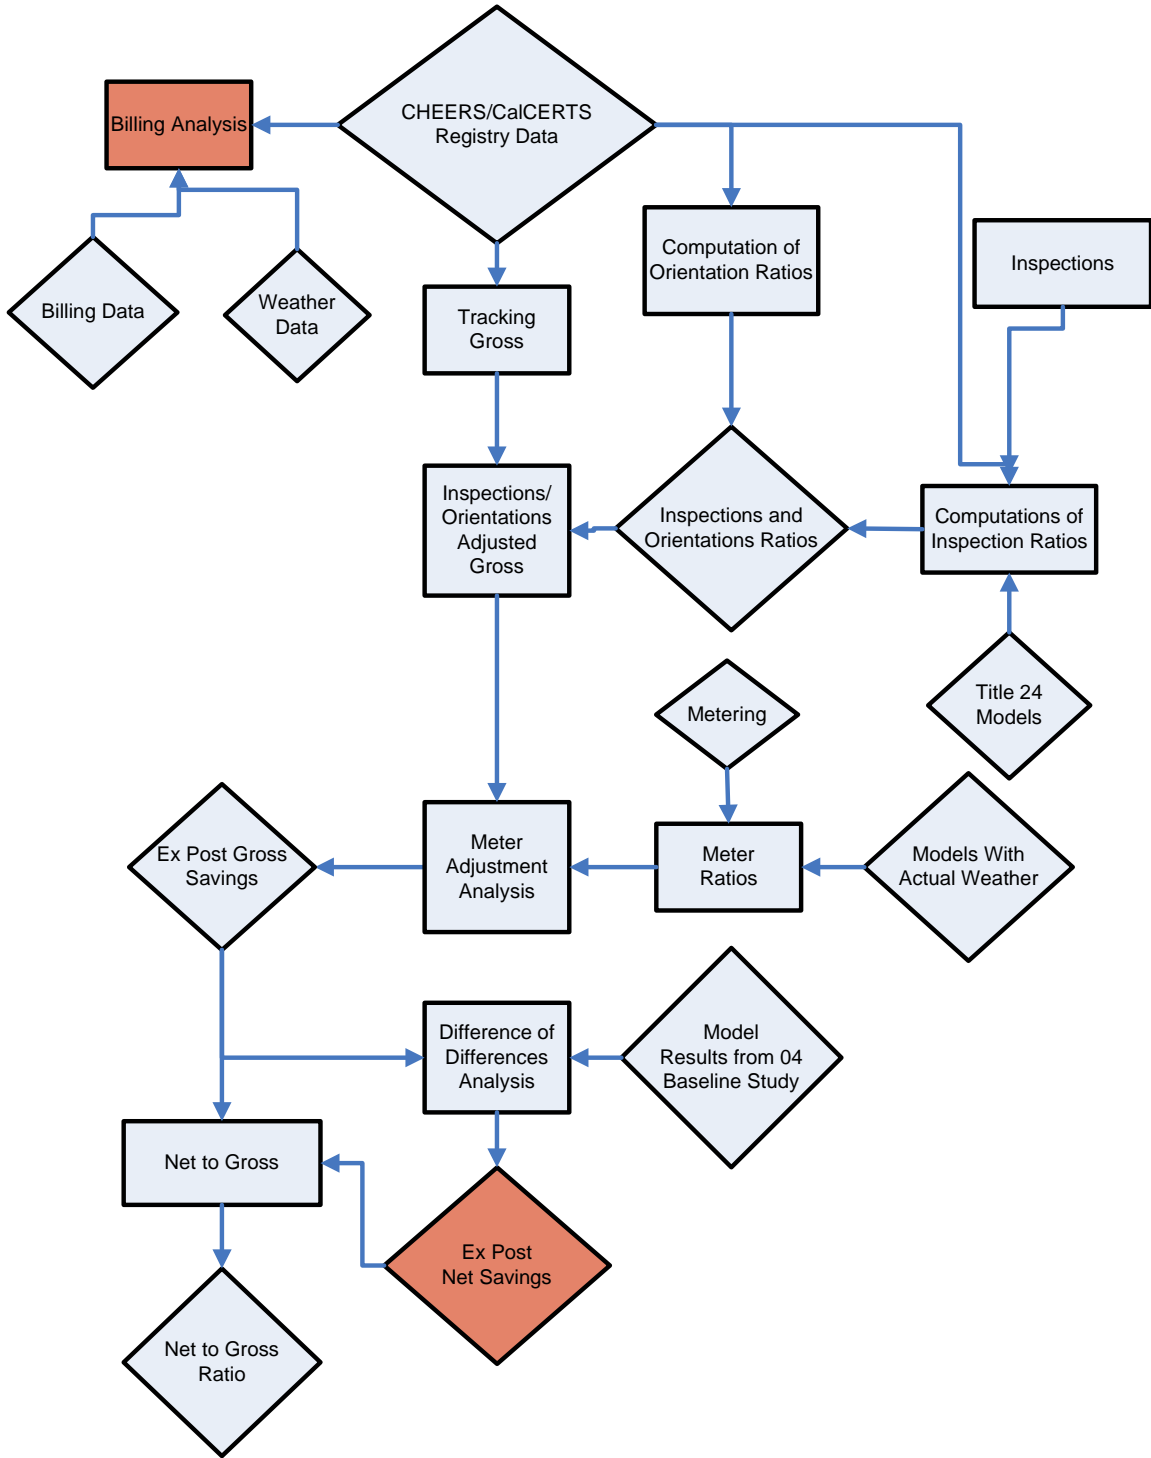 CHEERS/CalCERTS
Registry Data
Billing Analysis
Computation of
Orientation Ratios
Inspections
Billing Data
Weather
Data
Tracking
Gross
Inspections/
Orientations
Adjusted
Gross
Inspections and
Orientations Ratios
Computations of
Inspection Ratios
Title 24
Models
Metering
Ex Post Gross
Savings
Meter
Adjustment
Analysis
Meter
Ratios
Models With
Actual Weather
Difference of
Differences
Analysis
Model
Results from 04
Baseline Study
Net to Gross
Ex Post
Net Savings
Net to Gross
Ratio